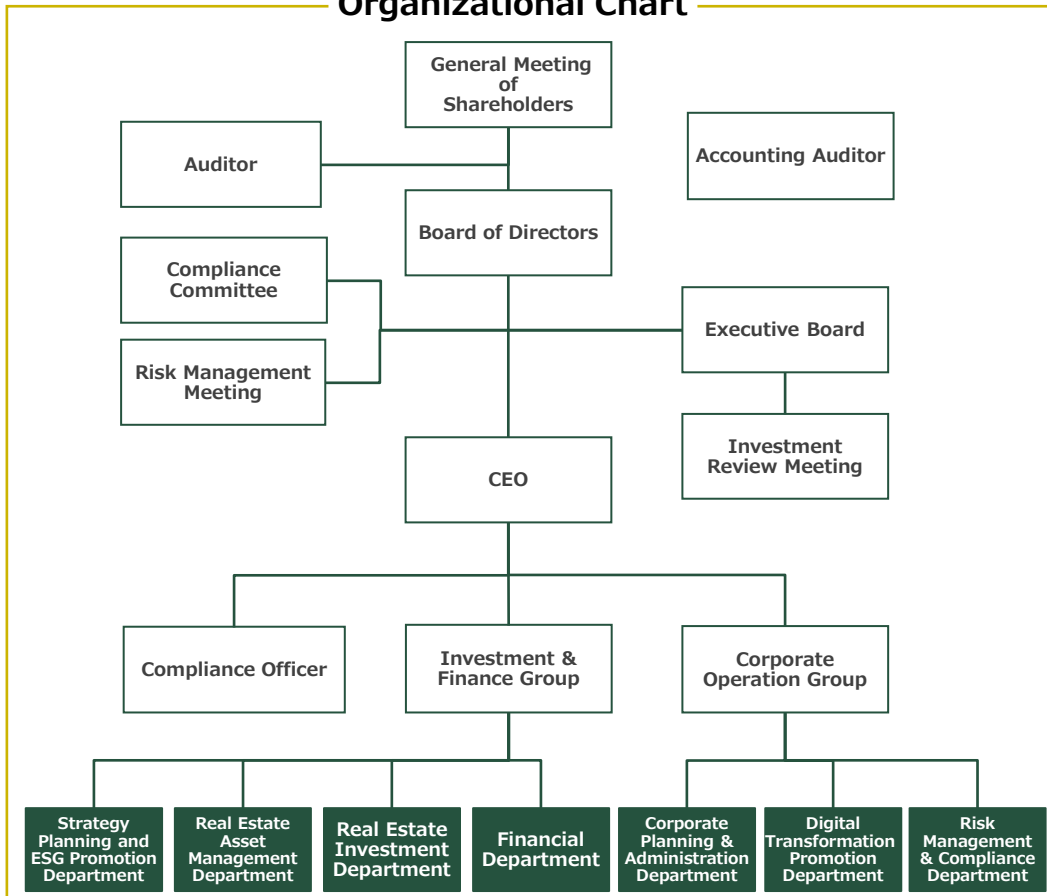 Organizational Chart
General Meeting
of
Shareholders
Auditor
Accounting Auditor
Board of Directors
Compliance
Committee
Executive Board
Risk Management
Meeting
Investment
Review Meeting
CEO
Compliance Officer
Investment &
Finance Group
Corporate
Operation Group
Strategy
Planning and
ESG Promotion
Department
Real Estate
Asset
Management
Department
Real Estate
Investment
Department
Financial
Department
Corporate
Planning &
Administration
Department
Digital
Transformation
Promotion
Department
Risk
Management
& Compliance
Department